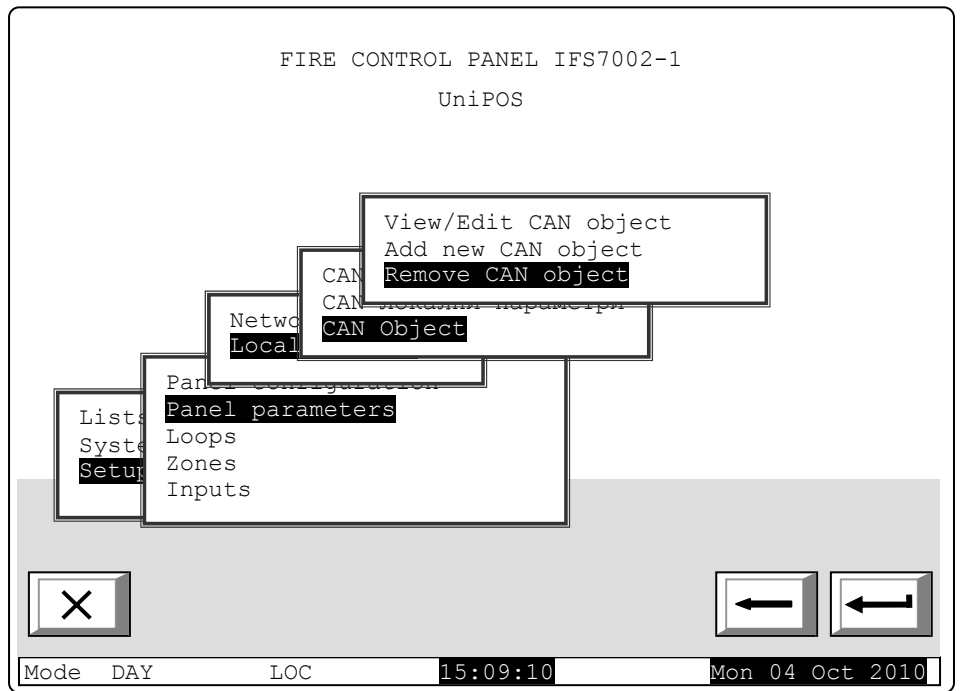 FIRE CONTROL PANEL IFS7002-1
UniPOS
View/Edit CAN object
Add new CAN object
Remove CAN object
CAN
CAN
CAN Object
Netwo
Local
Panel configuration
Panel parameters
Loops
Zones
Inputs
Lists
Syste
Setup
Mode DAY LOC 15:09:10 Mon 04 Oct 2010